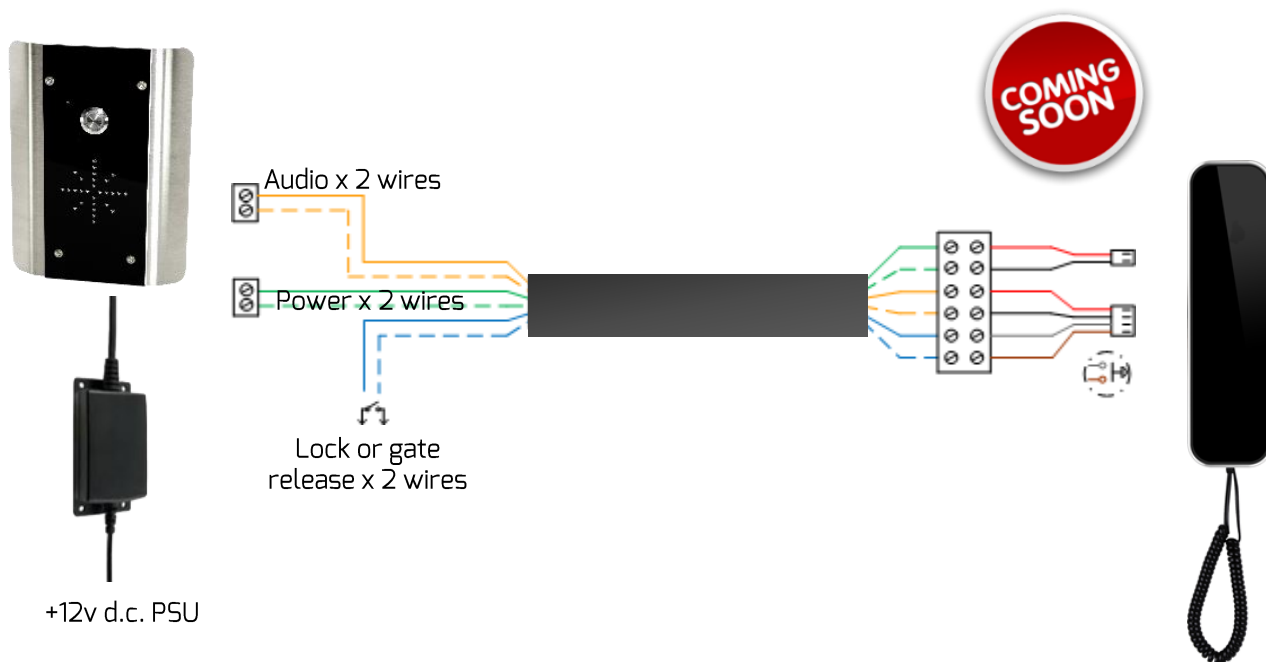 COMING
SOON
Audio x 2 wires
Power x 2 wires
Lock or gate
release x 2 wires
+12v d.c. PSU